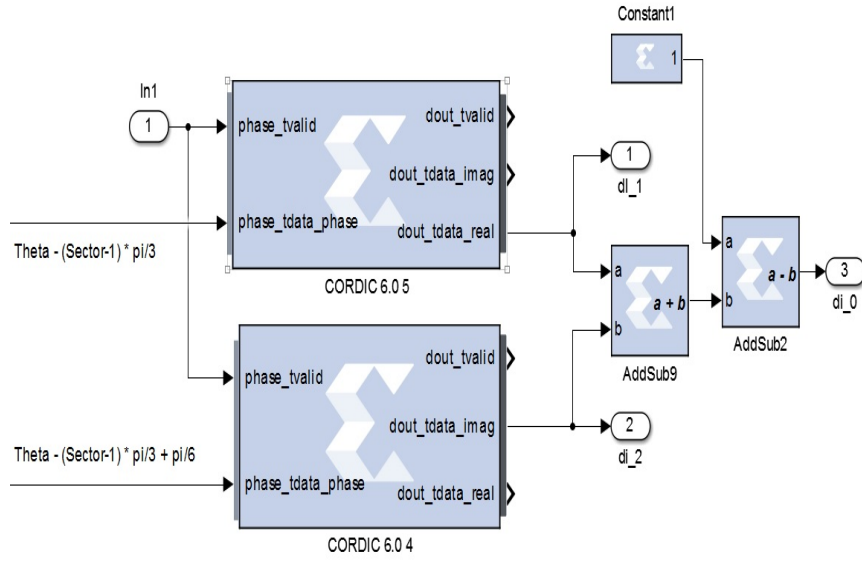 Constant1
1
In1
1
phase_tvalid
phase_tdata_phase
dout_tvalid
dout_tdata_imag
dout_tdata_real
CORDIC 6.0 5
Theta - (Sector-1) * pi/3
1
dI_1
a
b
a + b
AddSub9
a
b
a - b
AddSub2
3
di_0
phase_tvalid
phase_tdata_phase
dout_tvalid
dout_tdata_imag
dout_tdata_real
CORDIC 6.0 4
Theta - (Sector-1) * pi/3 + pi/6
2
di_2